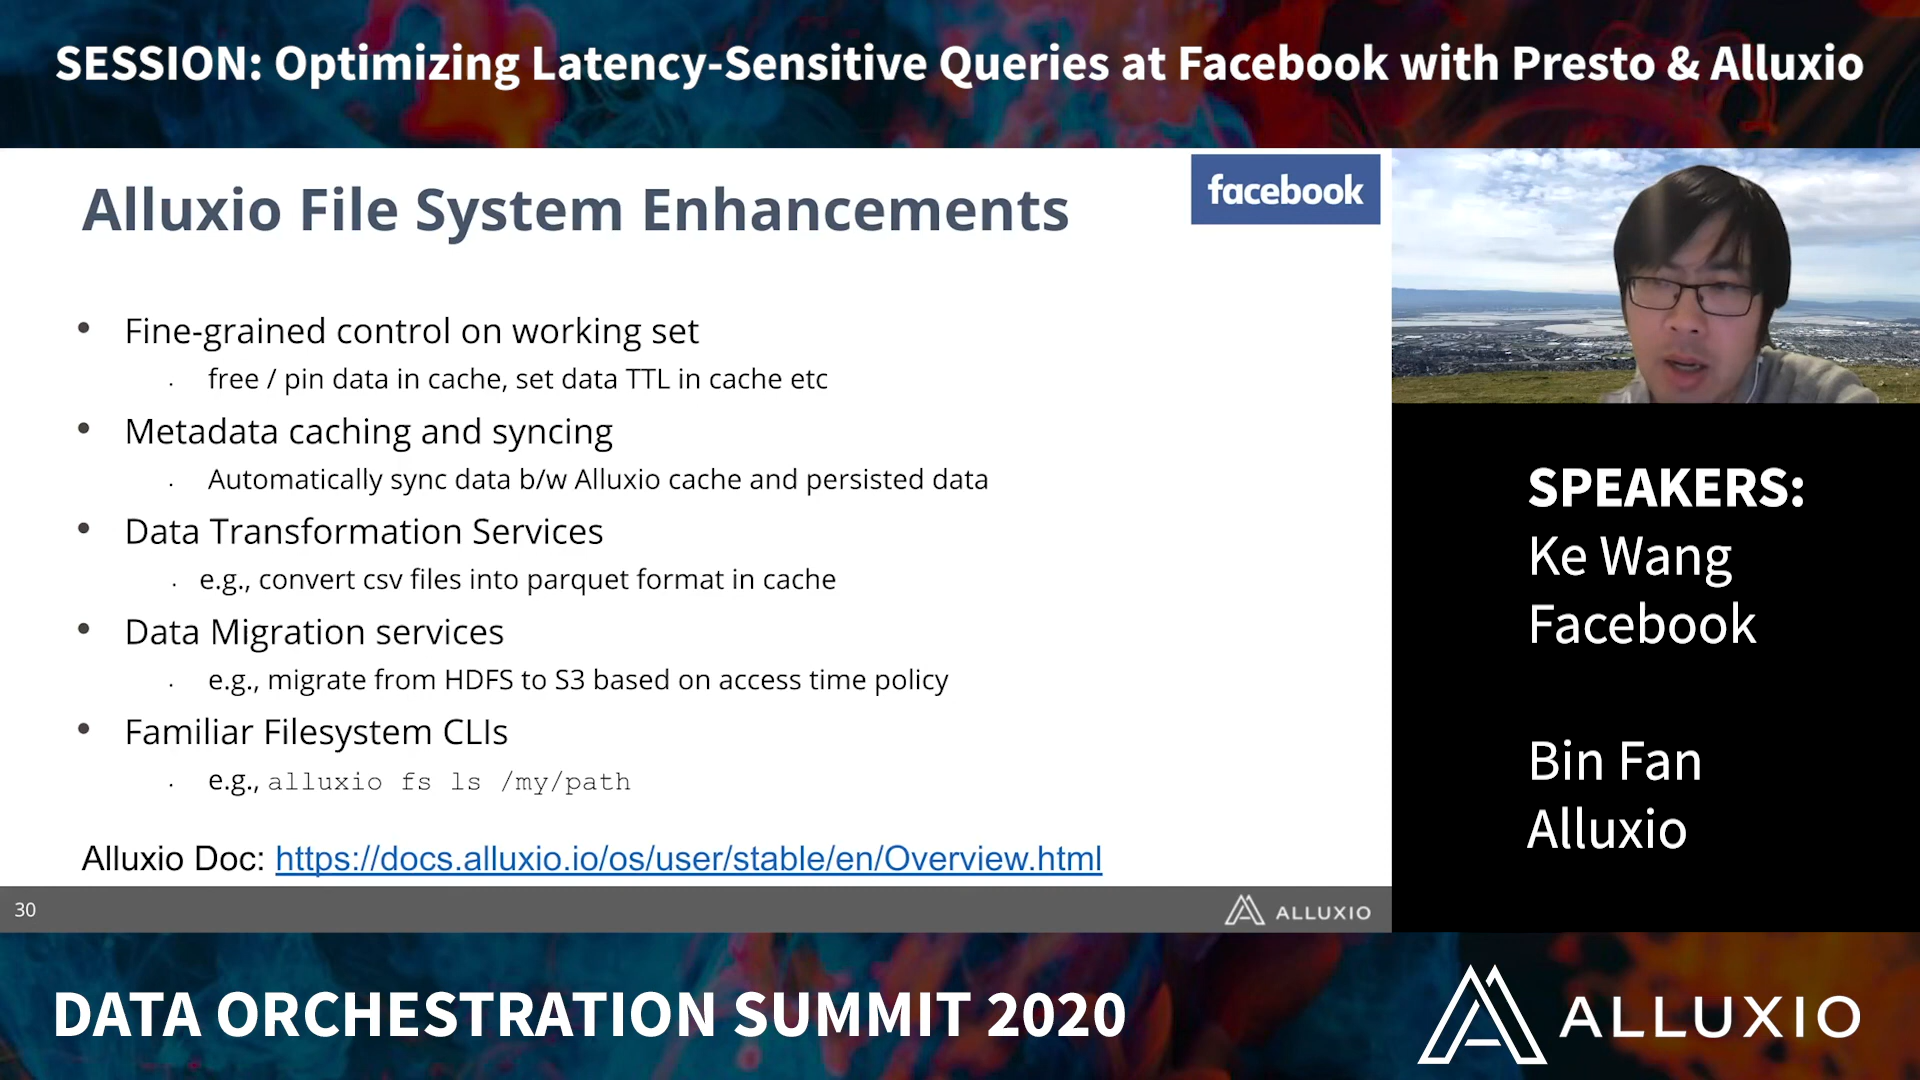 SESSION: Optimizing Latency-Sensitive Queries at Facebook with Presto & Alluxio
Alluxio File System Enhancements
facebook
• Fine-grained control on working set
. free / pin data in cache, set data TTL in cache etc
• Metadata caching and syncing
. Automatically sync data b/w Alluxio cache and persisted data
• Data Transformation Services
. e.g., convert csv files into parquet format in cache
• Data Migration services
. e.g., migrate from HDFS to S3 based on access time policy
• Familiar Filesystem CLIs
. e.g., alluxio fs ls /my/path
Alluxio Doc: https://docs.alluxio.io/os/user/stable/en/Overview.html
30
ALLUXIO
SPEAKERS:
Ke Wang
Facebook
Bin Fan
Alluxio
DATA ORCHESTRATION SUMMIT 2020
ALLUXIO